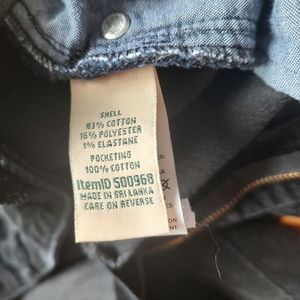 SHELL
83% COTTON
16% POLYESTER
1% ELASTANE
POCKETING
100% COTTON
ItemID 500968
MADE IN SRI LANKA
CARE ON REVERSE